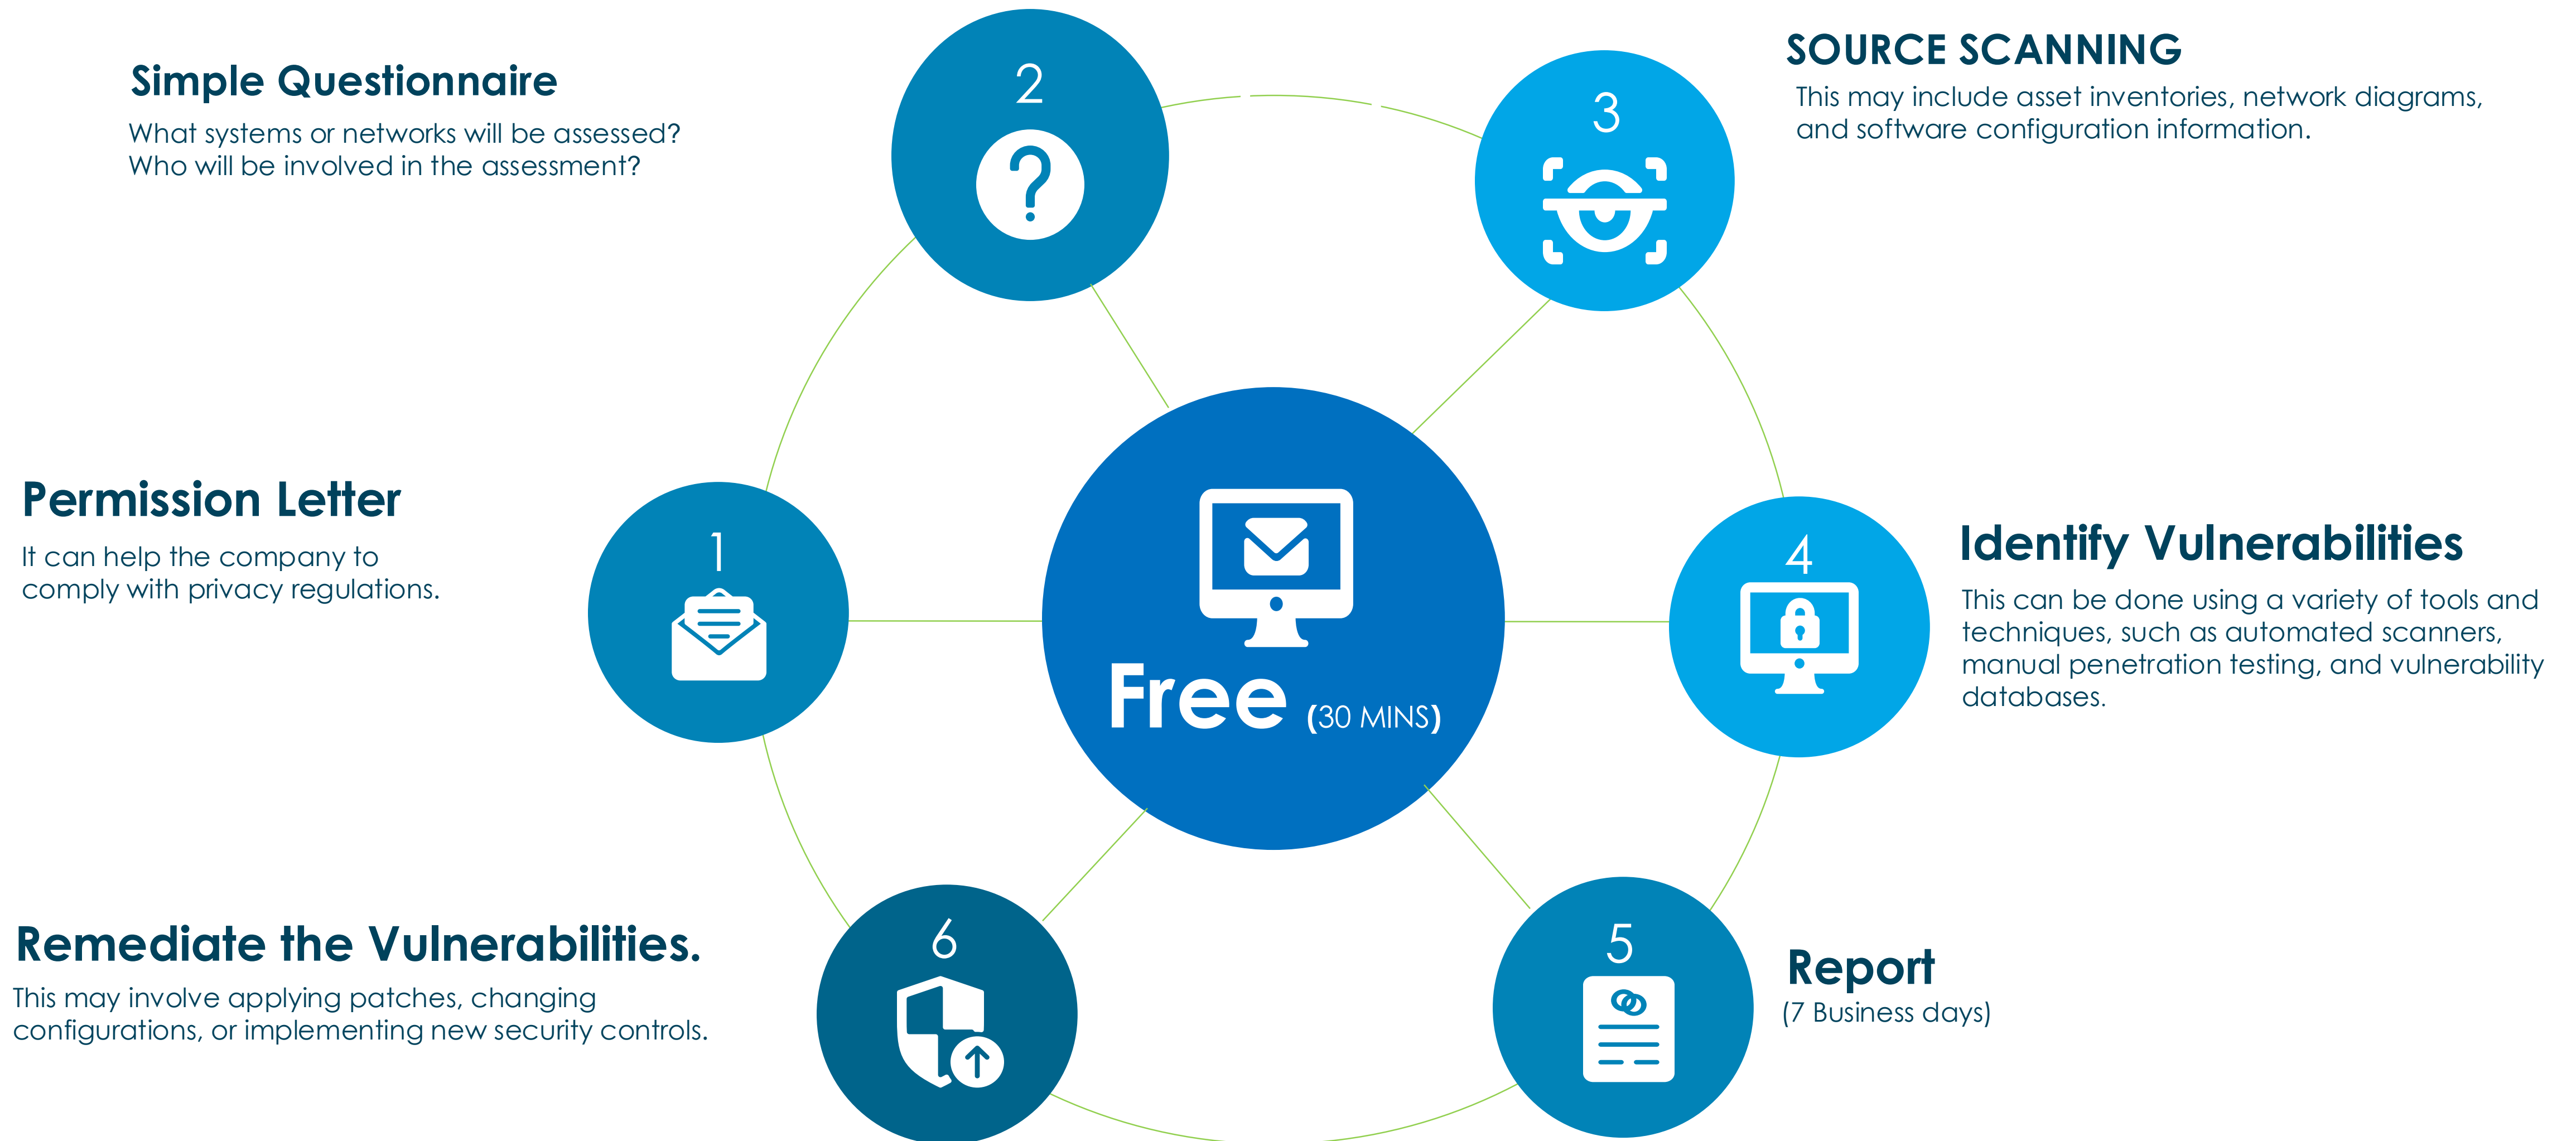 1
Permission Letter
It can help the company to
comply with privacy regulations.
2
Simple Questionnaire
What systems or networks will be assessed?
Who will be involved in the assessment?
3
SOURCE SCANNING
This may include asset inventories, network diagrams,
and software configuration information.
4
Identify Vulnerabilities
This can be done using a variety of tools and
techniques, such as automated scanners,
manual penetration testing, and vulnerability
databases.
5
Report
(7 Business days)
6
Remediate the Vulnerabilities.
This may involve applying patches, changing
configurations, or implementing new security controls.
Free (30 MINS)